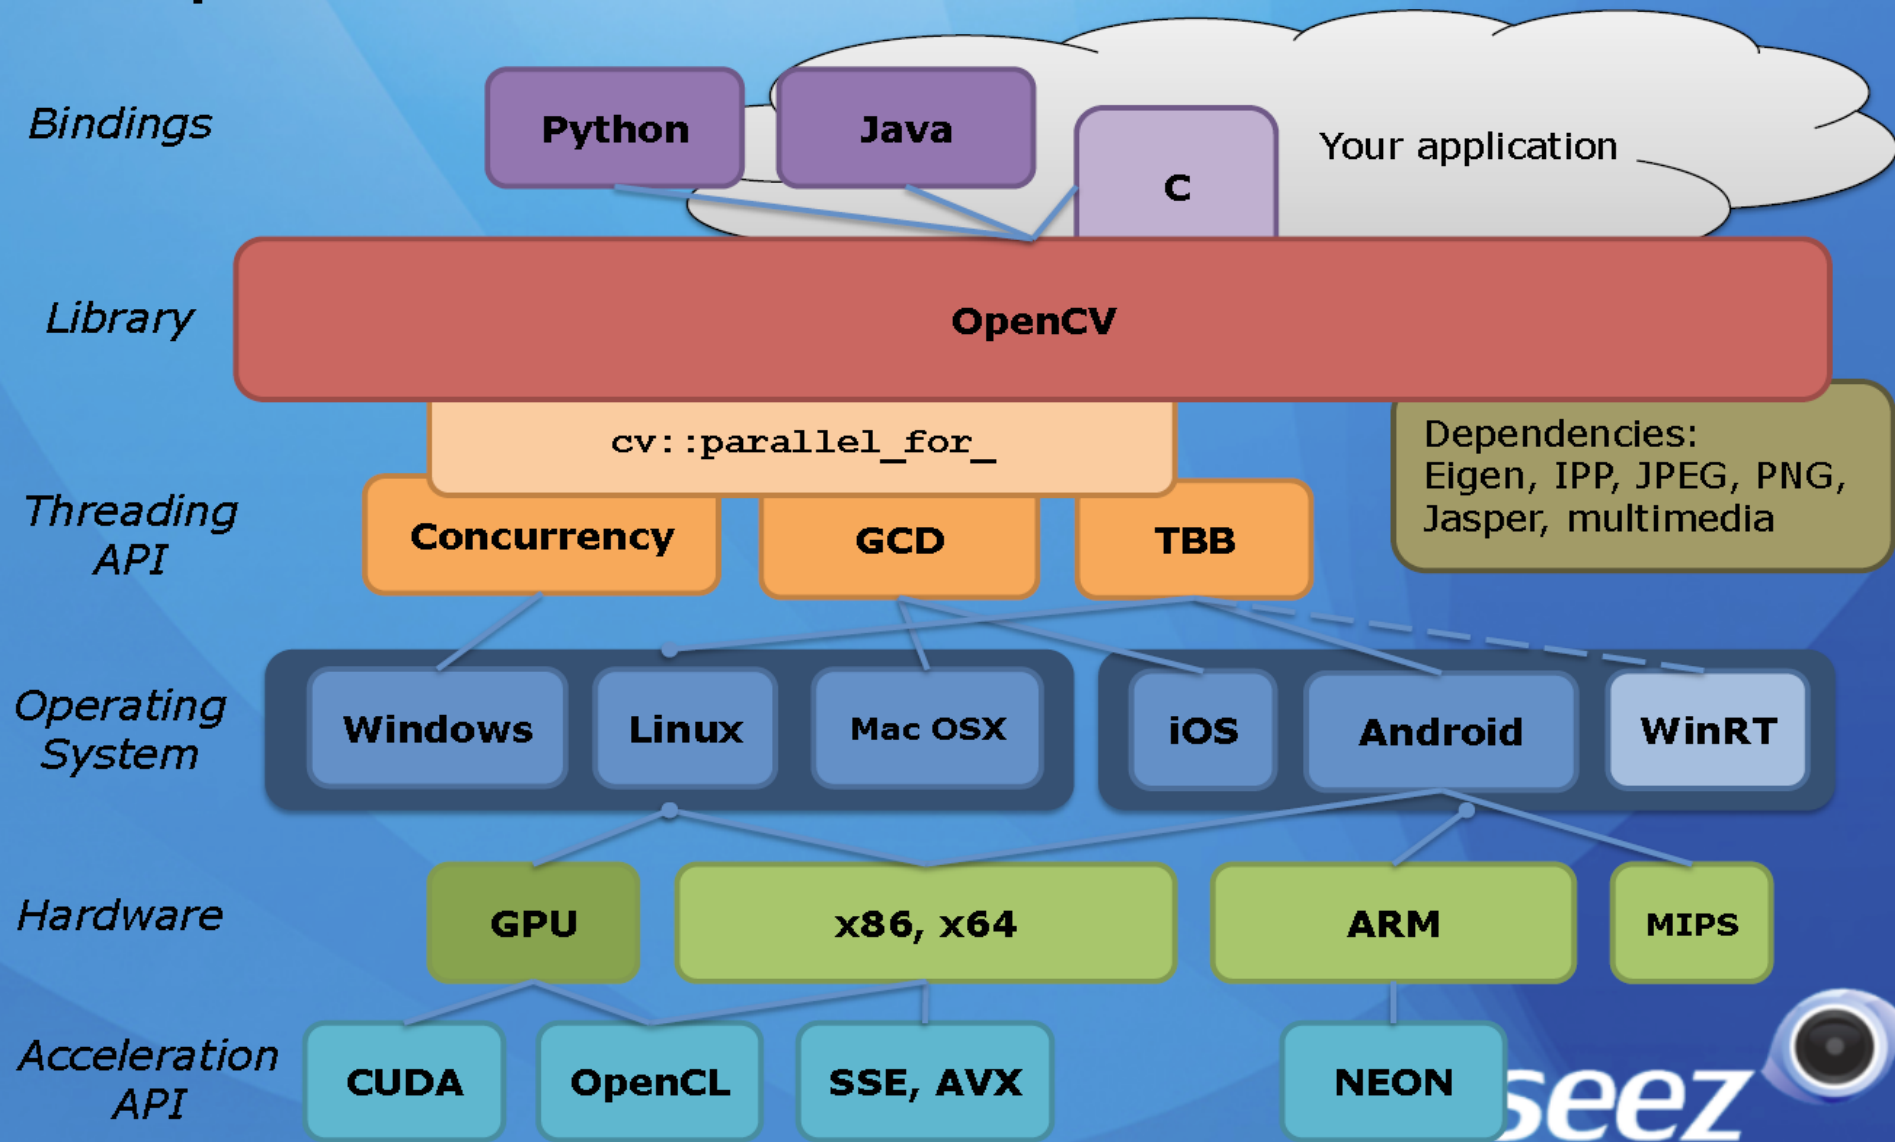 Bindings
Python
Java
C
Your application
Library
OpenCV
cv::parallel_for_
Dependencies:
Eigen, IPP, JPEG, PNG,
Jasper, multimedia
Threading
API
Concurrency
GCD
TBB
Operating
System
Windows
Linux
Mac OSX
iOS
Android
WinRT
Hardware
GPU
x86, x64
ARM
MIPS
Acceleration
API
CUDA
OpenCL
SSE, AVX
NEON
seez